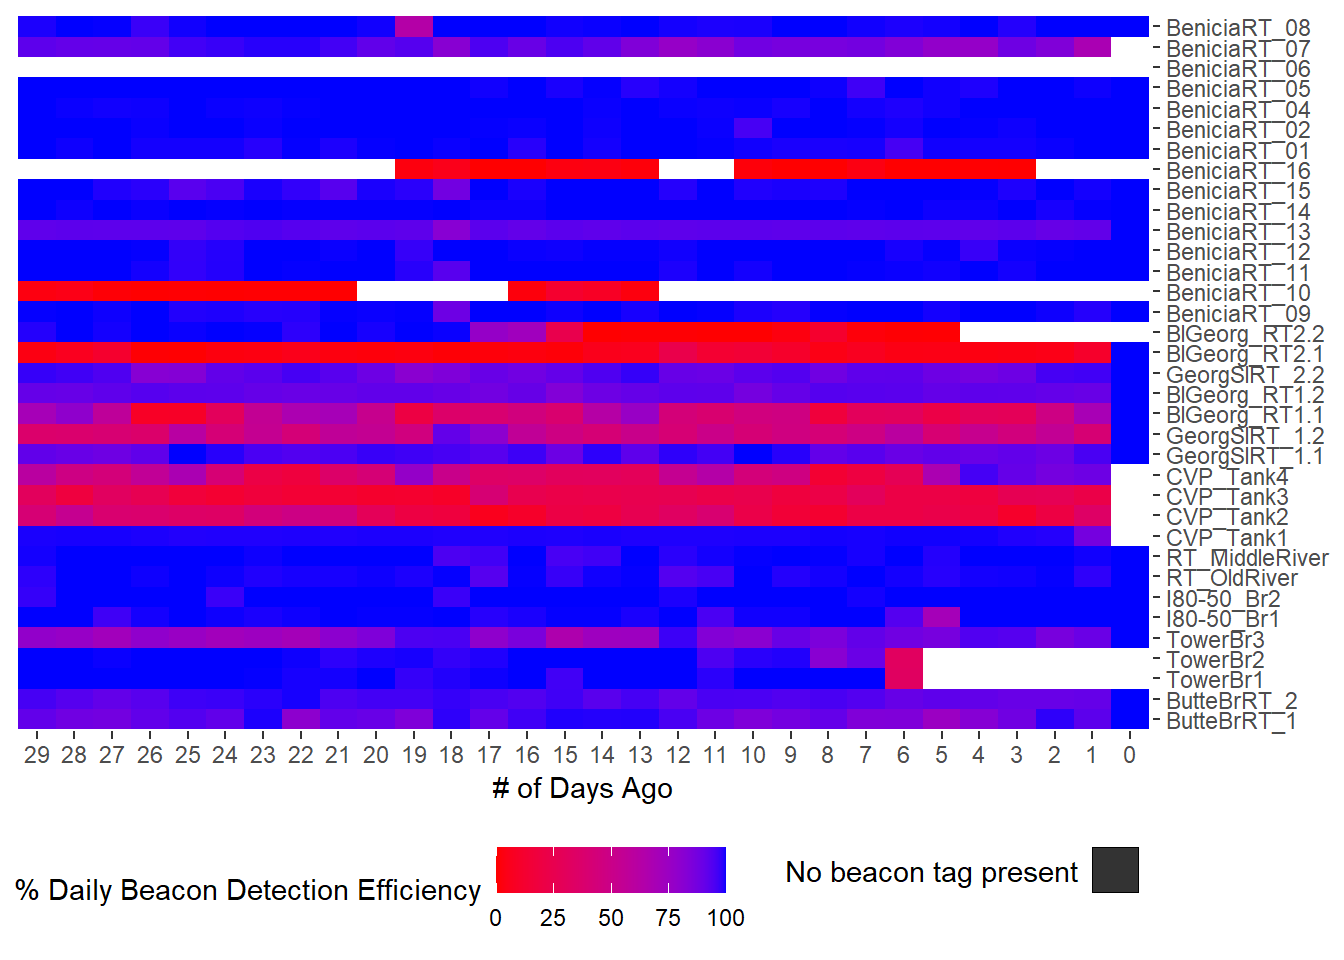 BeniciaRT_08
BeniciaRT_07
BeniciaRT_06
BeniciaRT_05
BeniciaRT_04
BeniciaRT_02
BeniciaRT_01
BeniciaRT_16
BeniciaRT_15
BeniciaRT_14
BeniciaRT_13
BeniciaRT_12
BeniciaRT_11
BeniciaRT_10
BeniciaRT_09
BlGeorg_RT2.2
BlGeorg_RT2.1
GeorgSlRT_2.2
BlGeorg_RT1.2
BlGeorg_RT1.1
GeorgSlRT_1.2
GeorgSlRT_1.1
CVP_Tank4
CVP_Tank3
CVP_Tank2
CVP_Tank1
RT_MiddleRiver
RT_OldRiver
I80-50_Br2
I80-50_Br1
TowerBr3
TowerBr2
TowerBr1
ButteBrRT_2
ButteBrRT_1
29 28 27 26 25 24 23 22 21 20 19 18 17 16 15 14 13 12 11 10 9 8 7 6 5 4 3 2 1 0
# of Days Ago
% Daily Beacon Detection Efficiency
0 25 50 75 100
No beacon tag present